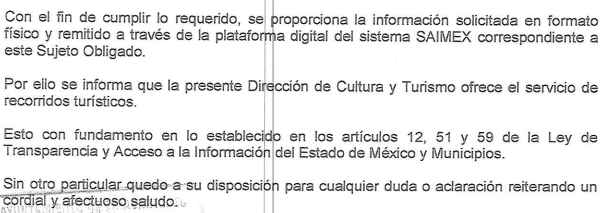 Con el fin de cumplir lo requerido, se proporciona la información solicitada en formato
físico y remitido a través de la plataforma digital del sistema SAIMEX correspondiente a
este Sujeto Obligado.
Por ello se informa que la presente Dirección de Cultura y Turismo ofrece el servicio de
recorridos turísticos.
Esto con fundamento en lo establecido en los artículos 12, 51 y 59 de la Ley de
Transparencia y Acceso a la Información del Estado de México y Municipios.
Sin otro particular quedo a su disposición para cualquier duda o aclaración reiterando un
cordial y afectuoso saludo.